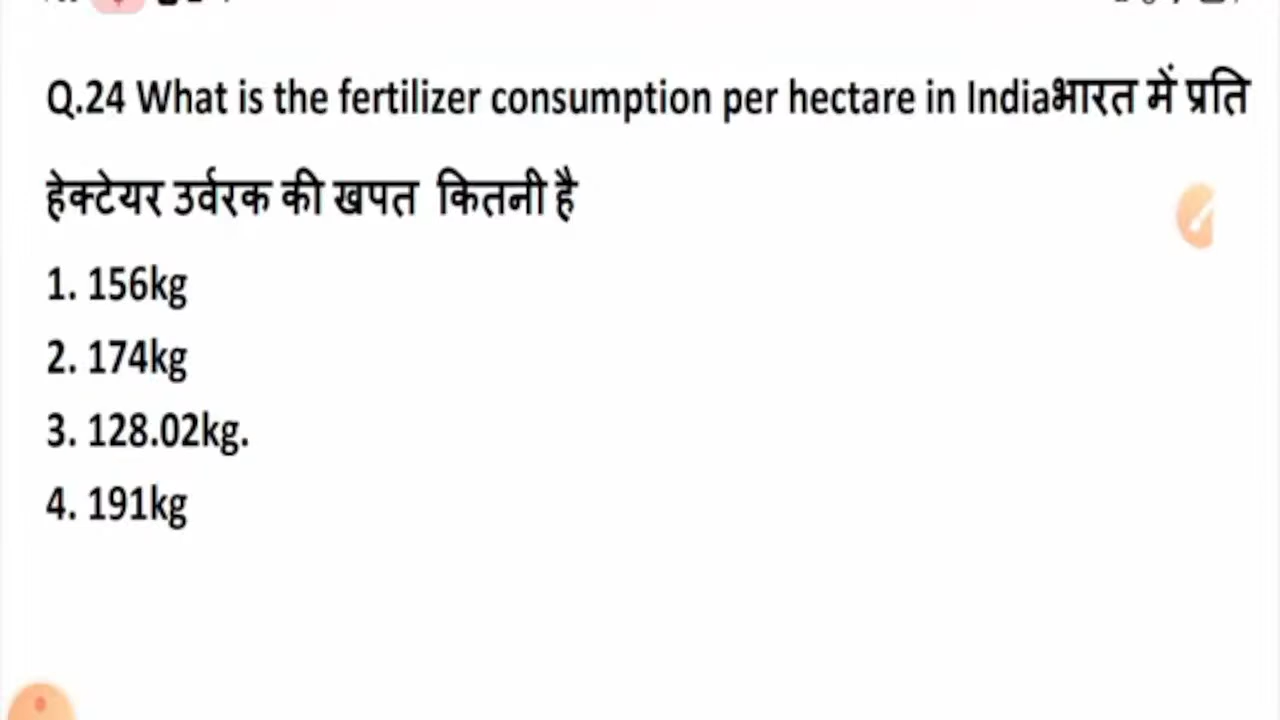 Q.24 What is the fertilizer consumption per hectare in Indiaभारत में प्रति
हेक्टेयर उर्वरक की खपत कितनी है
1. 156kg
2. 174kg
3. 128.02kg.
4. 191kg